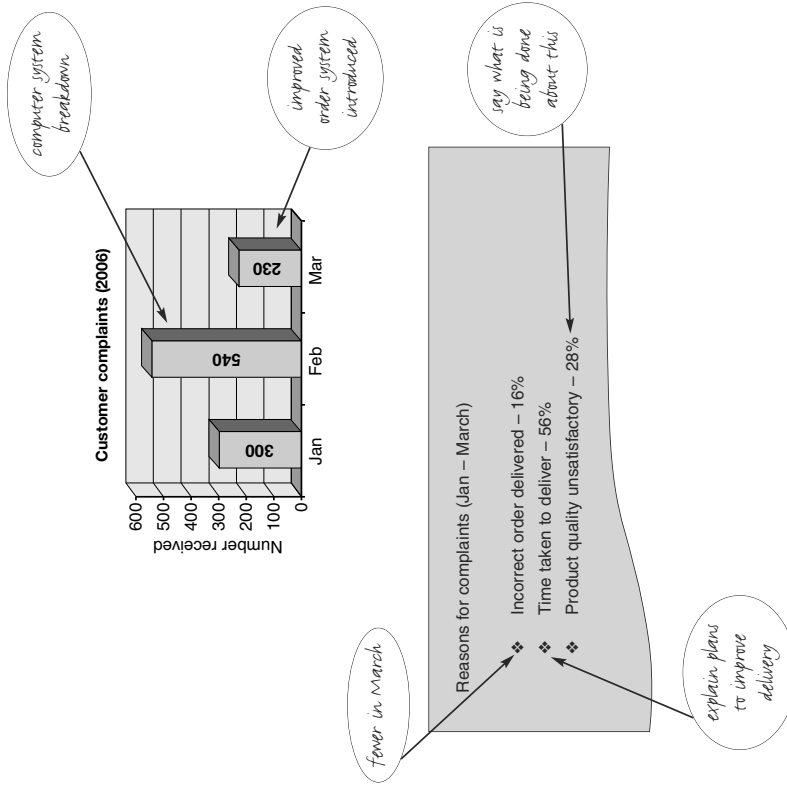 computer system
breakdown
improved
order system
introduced
Customer complaints (2006)
Number received
600
500
400
300
200
100
0
300
540
230
Jan
Feb
Mar
Reasons for complaints (Jan – March)
❖ Incorrect order delivered – 16%
❖ Time taken to deliver – 56%
❖ Product quality unsatisfactory – 28%
fewer in March
say what is
being done
about this
explain plans
to improve
delivery